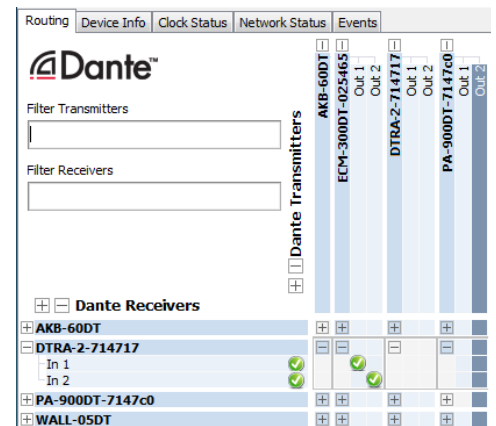 Routing Device Info Clock Status Network Status Events
Dante™
Filter Transmitters
Filter Receivers
Dante Transmitters
AKB-60DT
ECM-300DT-025465
Out 1
Out 2
DTRA-2-714717
Out 1
Out 2
PA-900DT-7147c0
Out 1
Out 2
Dante Receivers
AKB-60DT
DTRA-2-714717
In 1
In 2
PA-900DT-7147c0
WALL-05DT